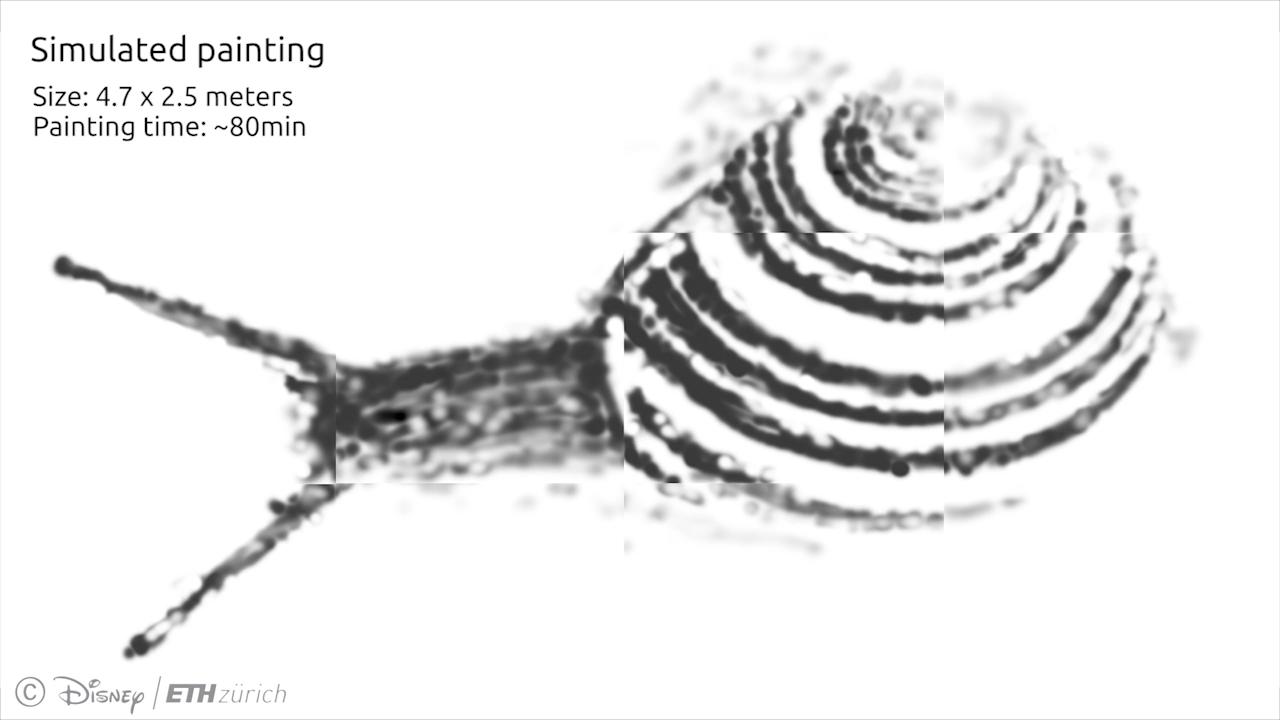 Simulated painting
Size: 4.7 x 2.5 meters
Painting time: ~80min
© Disney / ETH zürich